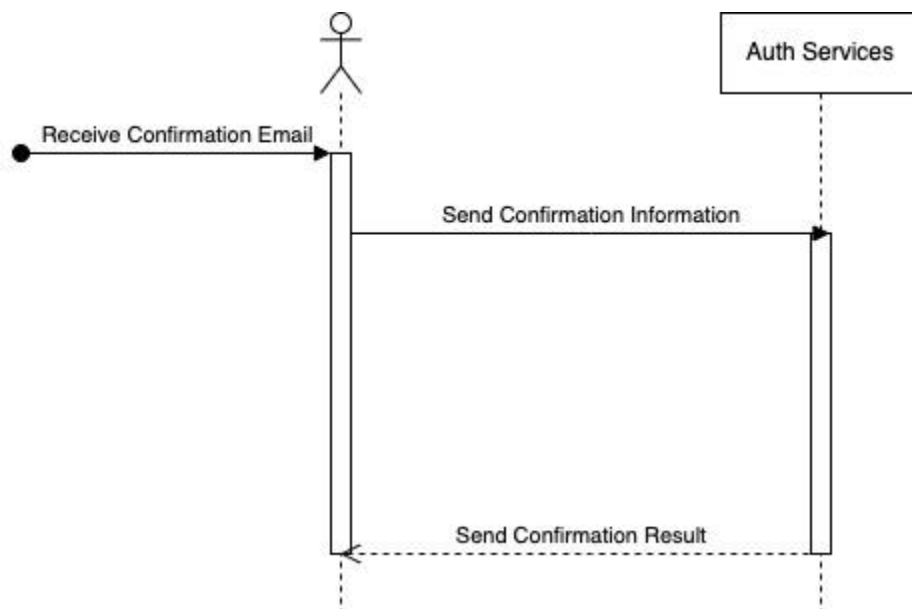 Auth Services
Receive Confirmation Email
Send Confirmation Information
Send Confirmation Result